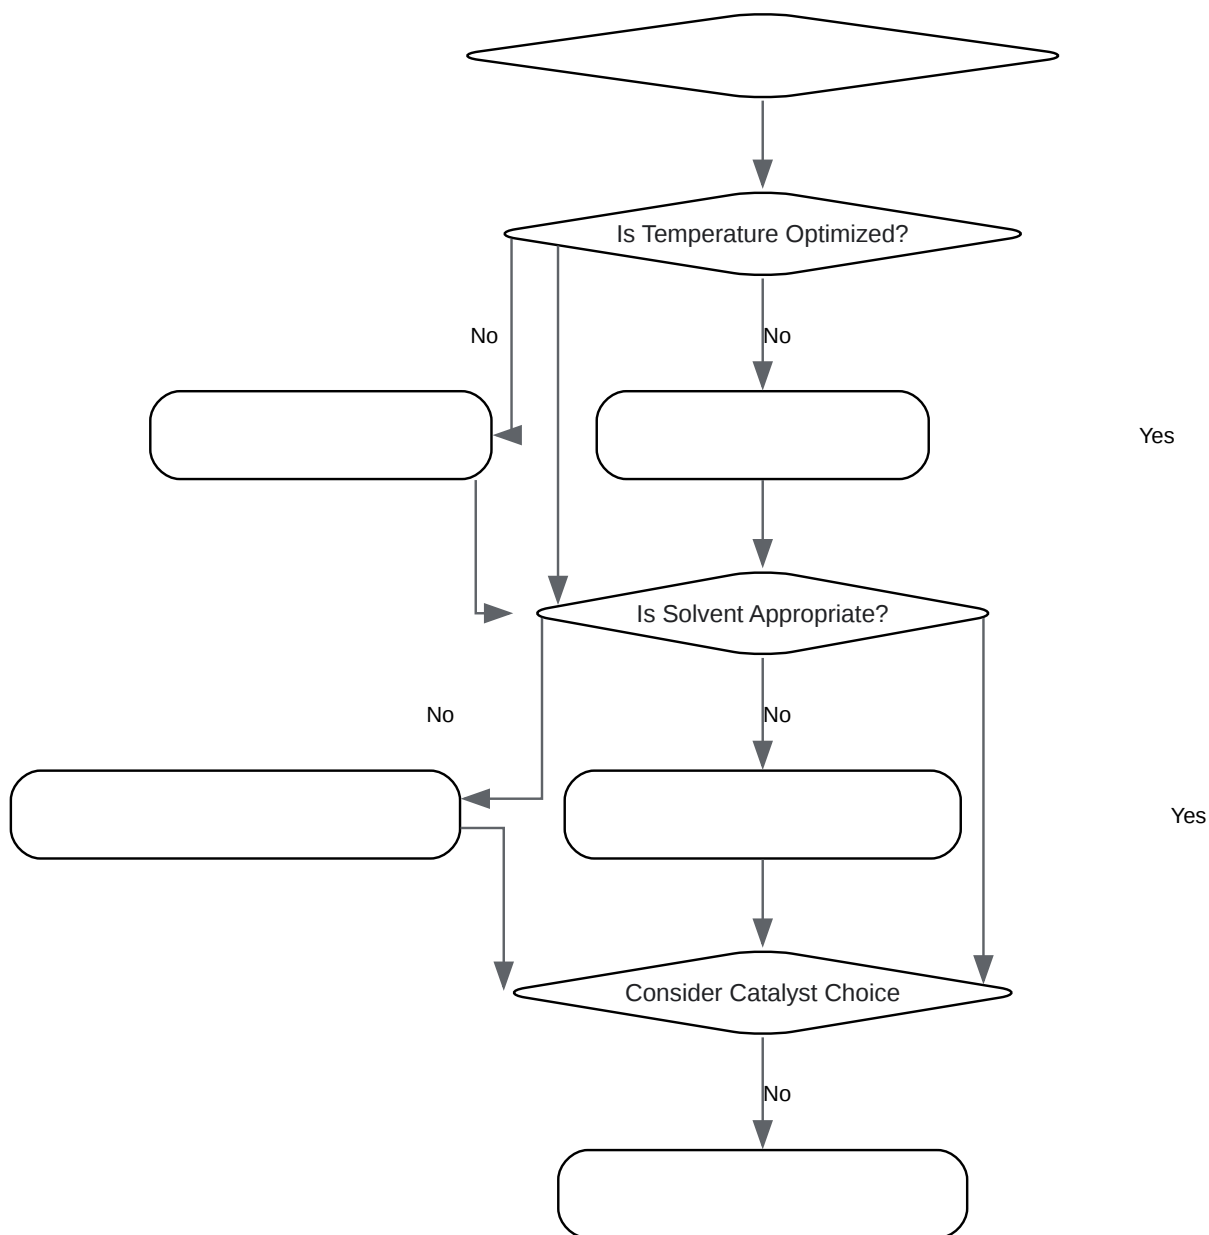 Is Temperature Optimized?
No
No
Yes
Is Solvent Appropriate?
No
No
Yes
Consider Catalyst Choice
No